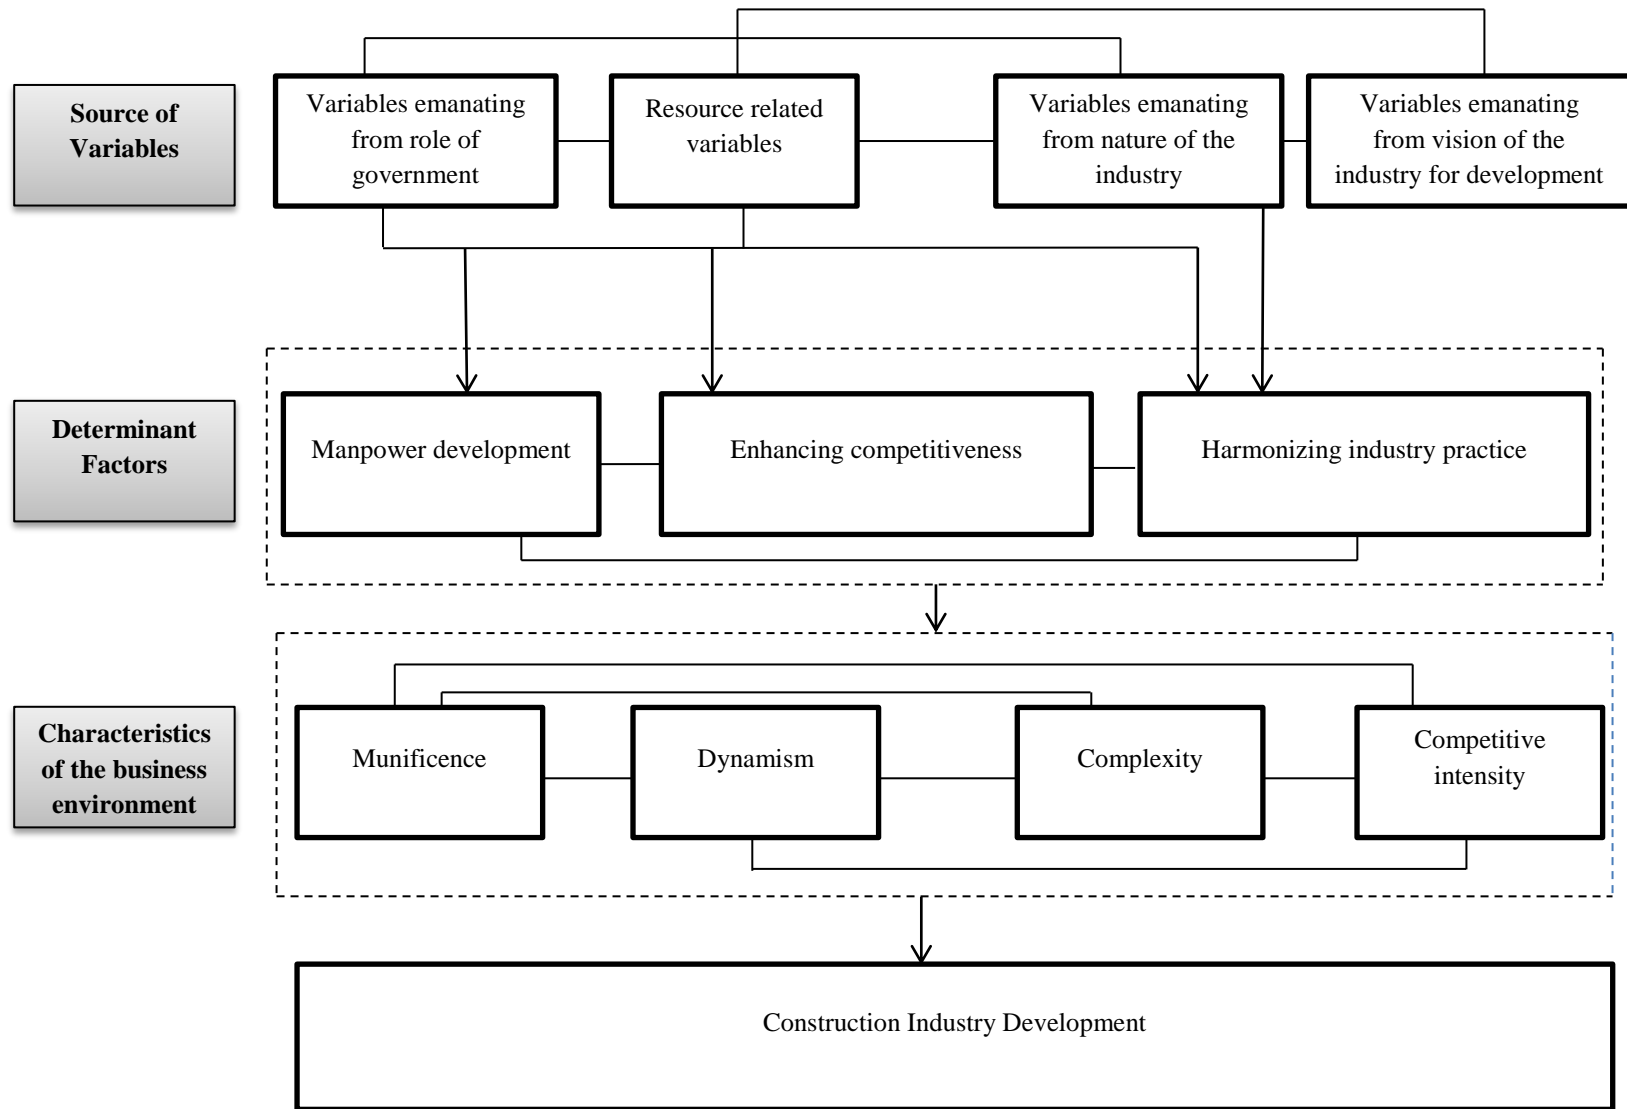 Source of
Variables
Variables emanating
from role of
government
Resource related
variables
Variables emanating
from nature of the
industry
Variables emanating
from vision of the
industry for development
Determinant
Factors
Manpower development
Enhancing competitiveness
Harmonizing industry practice
Characteristics
of the business
environment
Munificence
Dynamism
Complexity
Competitive
intensity
Construction Industry Development